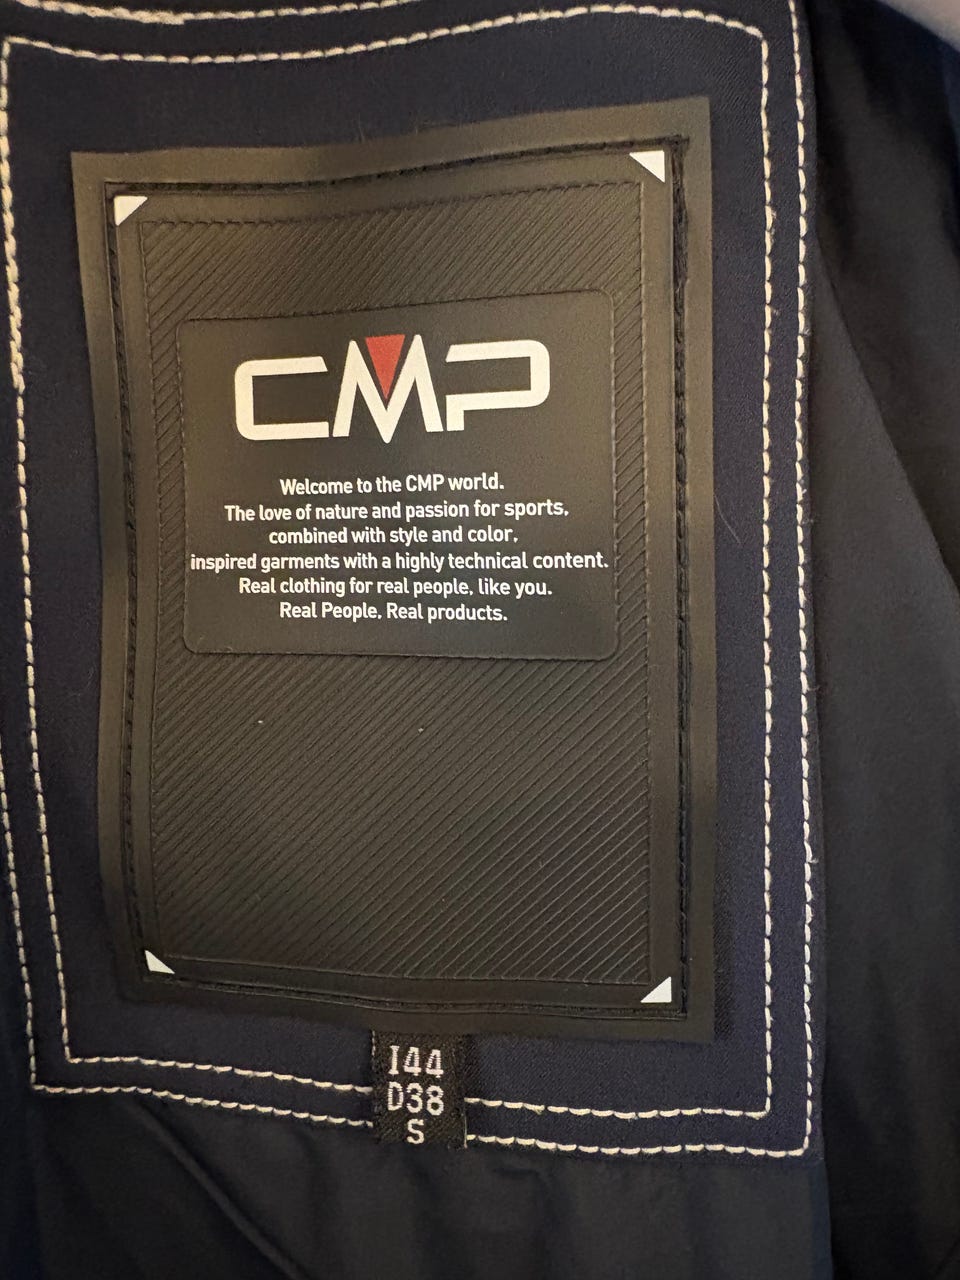 CMP
Welcome to the CMP world.
The love of nature and passion for sports,
combined with style and color,
inspired garments with a highly technical content.
Real clothing for real people, like you.
Real People, Real products.
I44
D38
S